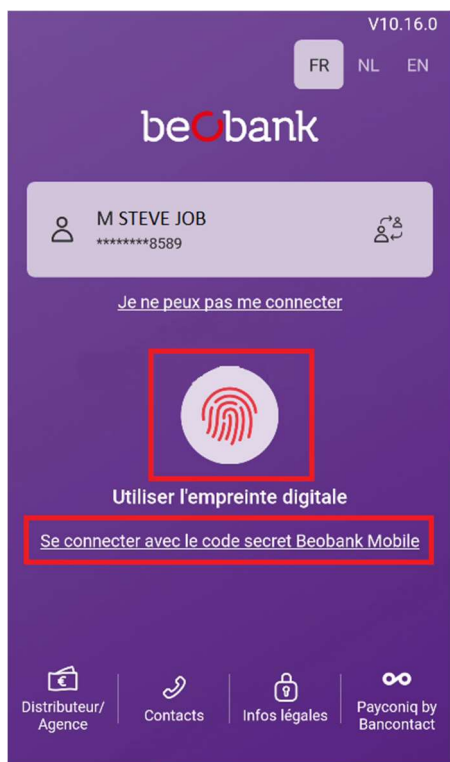 V10.16.0
FR NL EN
beobank
M STEVE JOB
********8589
Je ne peux pas me connecter
Utiliser l'empreinte digitale
Se connecter avec le code secret Beobank Mobile
Distributeur/
Agence
Contacts
Infos légales
Payconiq by
Bancontact